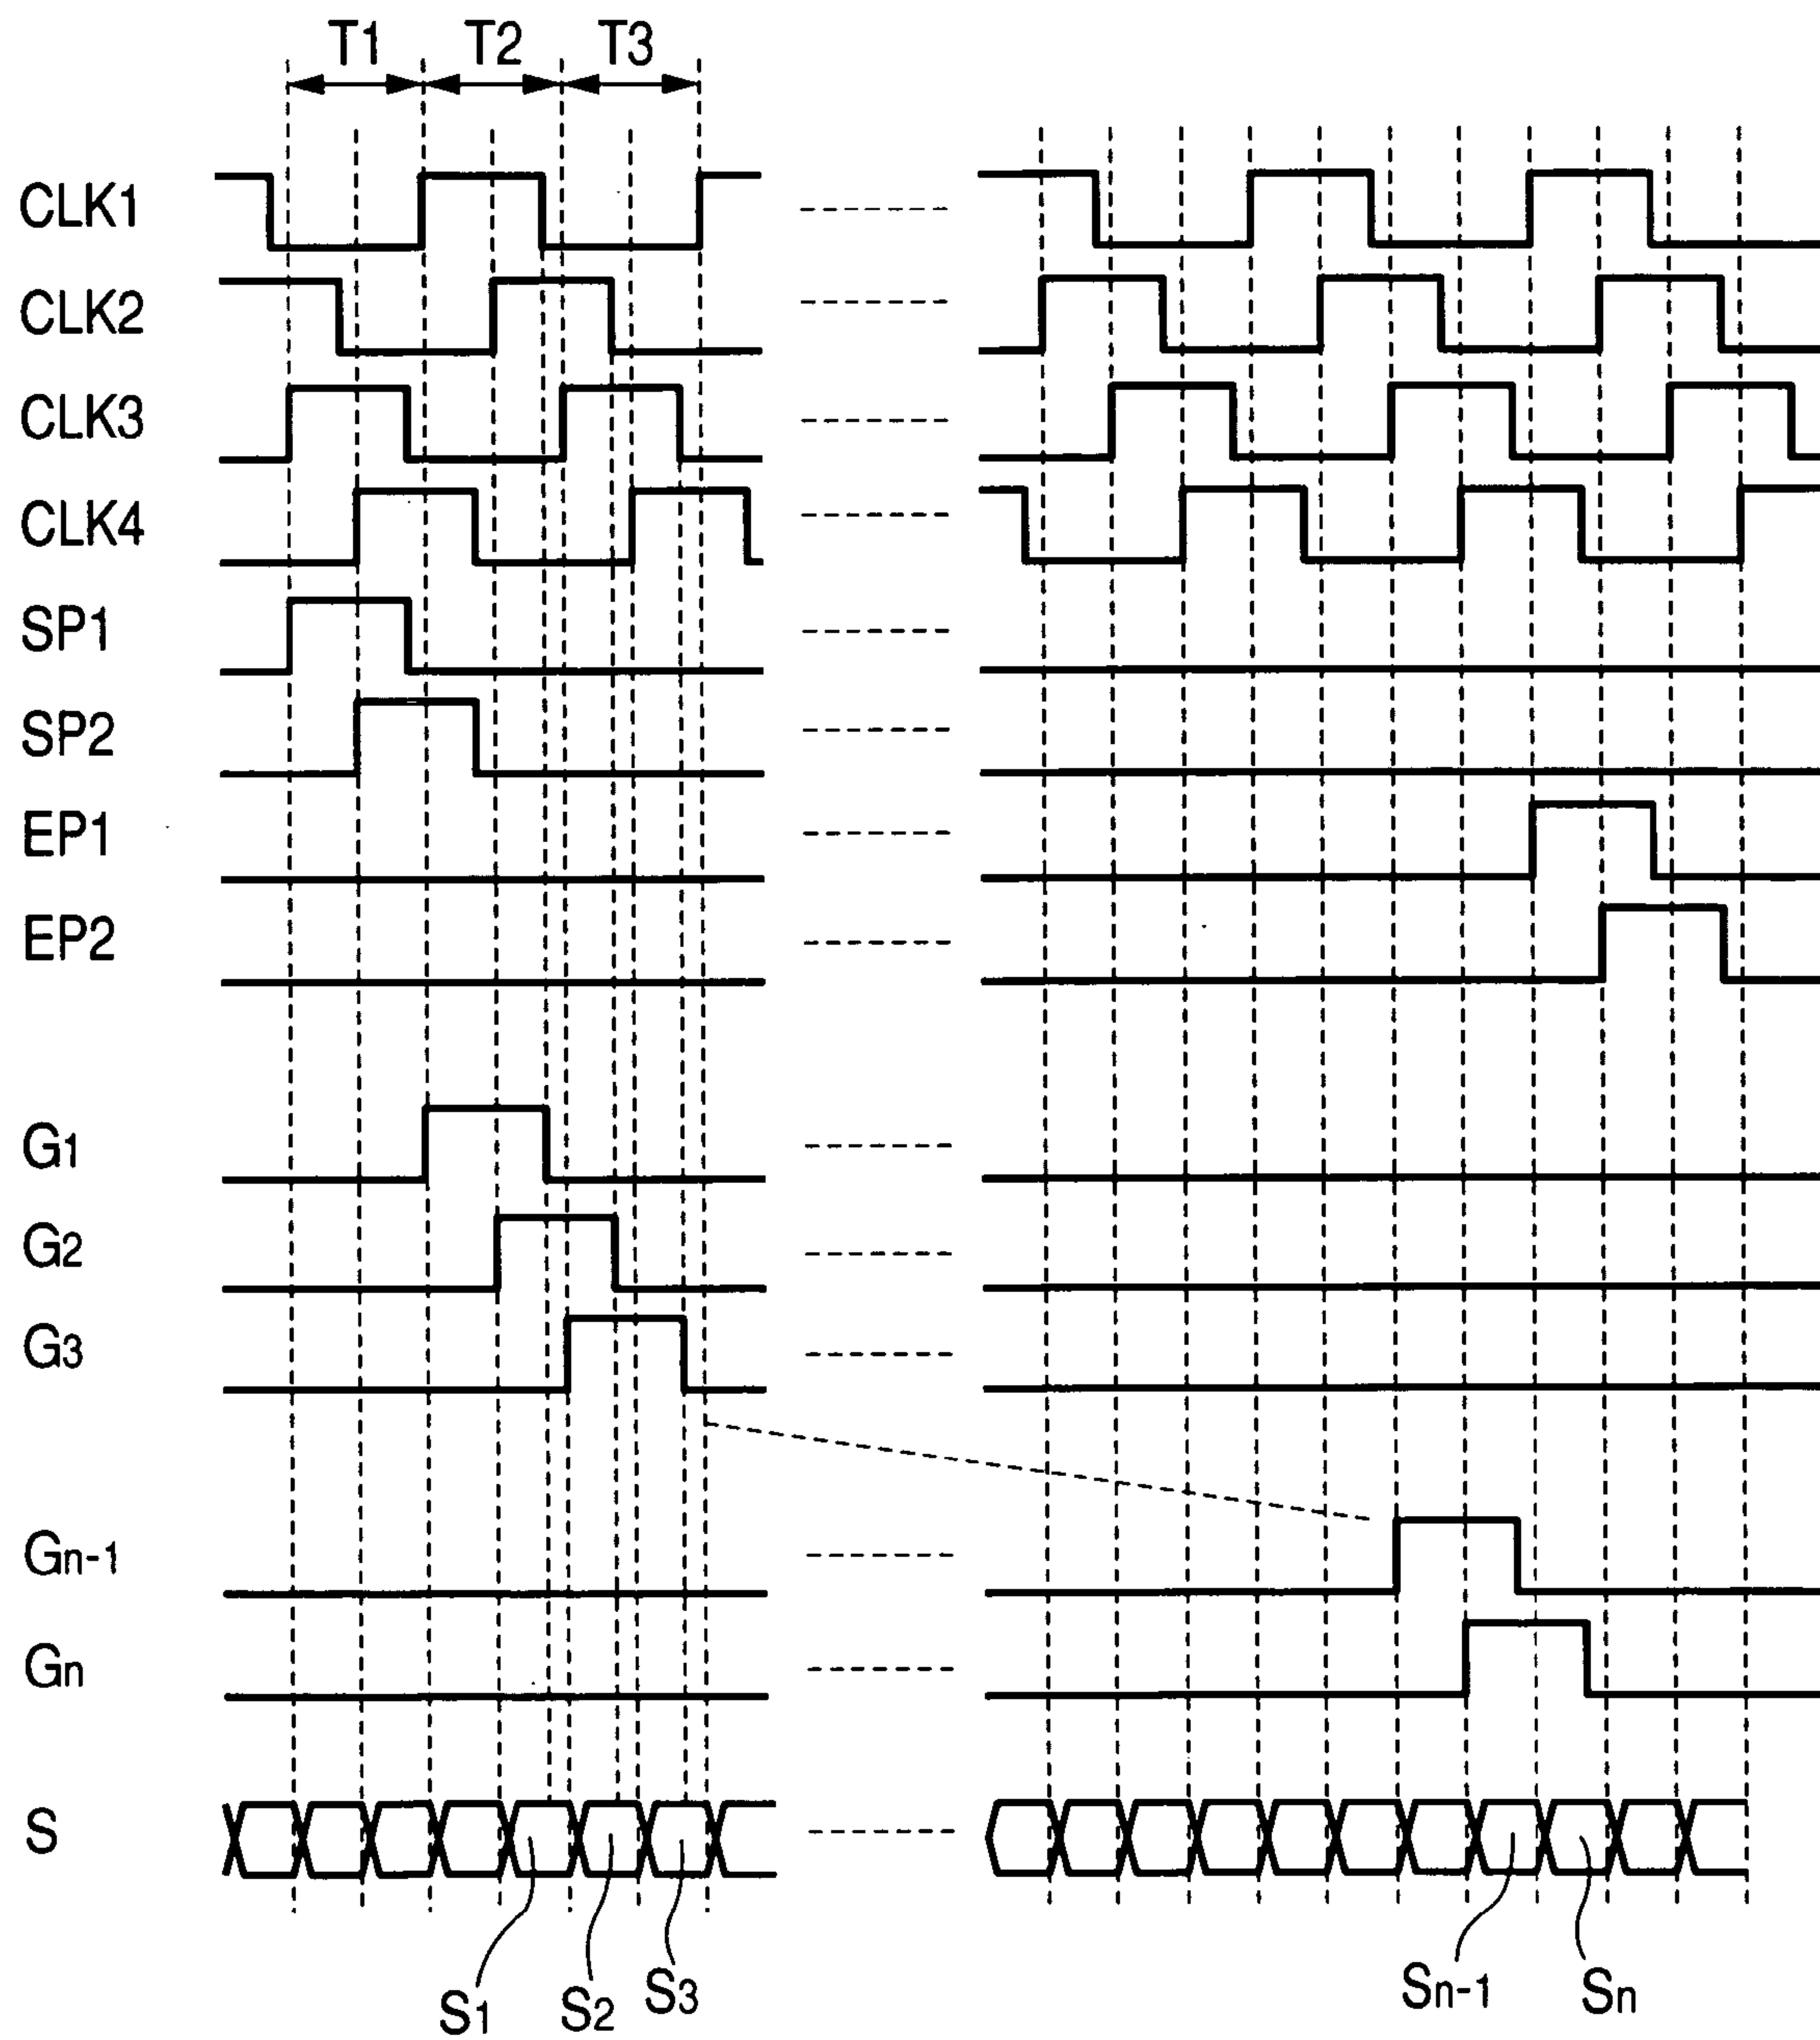 T1 T2 T3
CLK1
CLK2
CLK3
CLK4
SP1
SP2
EP1
EP2
G1
G2
G3
Gn-1
Gn
S
S1 S2 S3 Sn-1 Sn